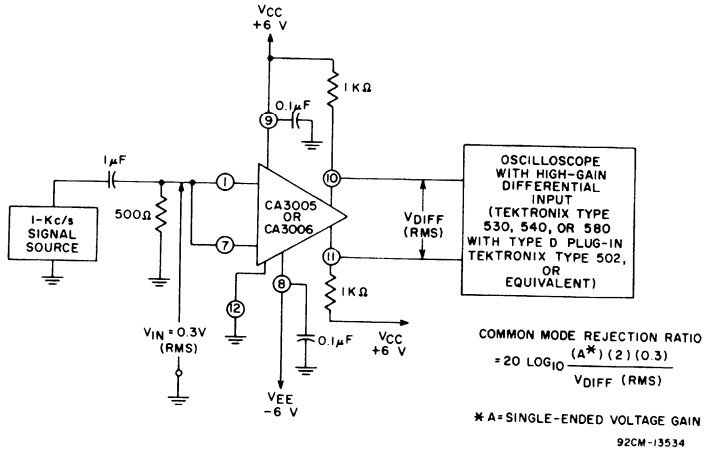 VCC
+6 V
1KΩ
0.1μF
9
1μF
1
10
500Ω
CA3005
OR
CA3006
VDIFF
(RMS)
OSCILLOSCOPE
WITH HIGH-GAIN
DIFFERENTIAL
INPUT
(TEKTRONIX TYPE
530, 540, OR 580
WITH TYPE D PLUG-IN
TEKTRONIX TYPE 502,
OR
EQUIVALENT)
1-Kc/s
SIGNAL
SOURCE
7
11
8
12
1KΩ
VIN = 0.3V
(RMS)
0.1μF
VCC
+6 V
VEE
-6 V
COMMON MODE REJECTION RATIO
= 20 LOG10 (A*)(2)(0.3)
VDIFF (RMS)
* A=SINGLE-ENDED VOLTAGE GAIN
92CM-13534